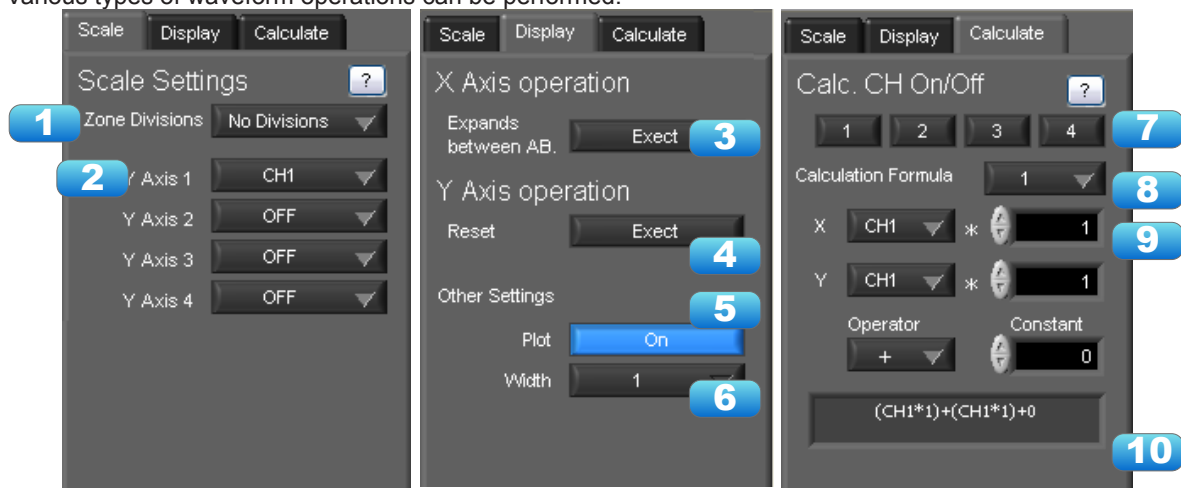 various types of waveform operations can be performed.
Scale Display Calculate
Scale Settings ?
1 Zone Divisions No Divisions
2 Y Axis 1 CH1
Y Axis 2 OFF
Y Axis 3 OFF
Y Axis 4 OFF
Scale Display Calculate
X Axis operation
Expands
between AB. Exect 3
Y Axis operation
Reset Exect
4
Other Settings
5
Plot On
Width 1
6
Scale Display Calculate
Calc. CH On/Off ?
1 2 3 4 7
Calculation Formula 1 8
X CH1 * 1 9
Y CH1 * 1
Operator Constant
+ 0
(CH1*1)+(CH1*1)+0
10